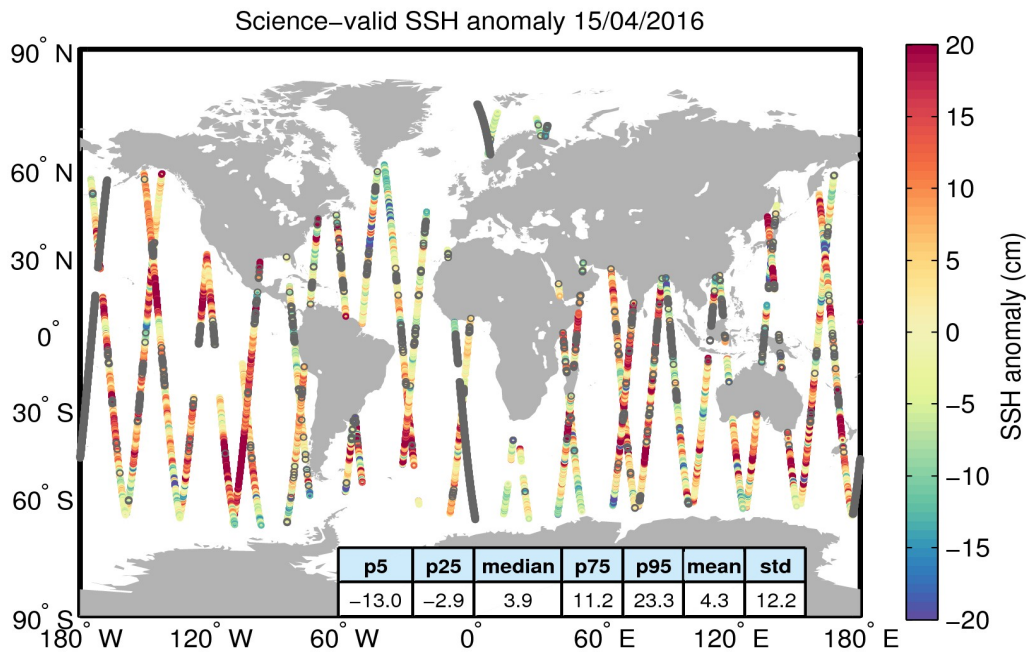 Science−valid SSH anomaly 15/04/2016
90° N
60° N
30° N
0°
30° S
60° S
90° S
180° W
120° W
60° W
0°
60° E
120° E
180° E
p5 p25 median p75 p95 mean std
−13.0 −2.9 3.9 11.2 23.3 4.3 12.2
20
15
10
5
0
−5
−10
−15
−20
SSH anomaly (cm)